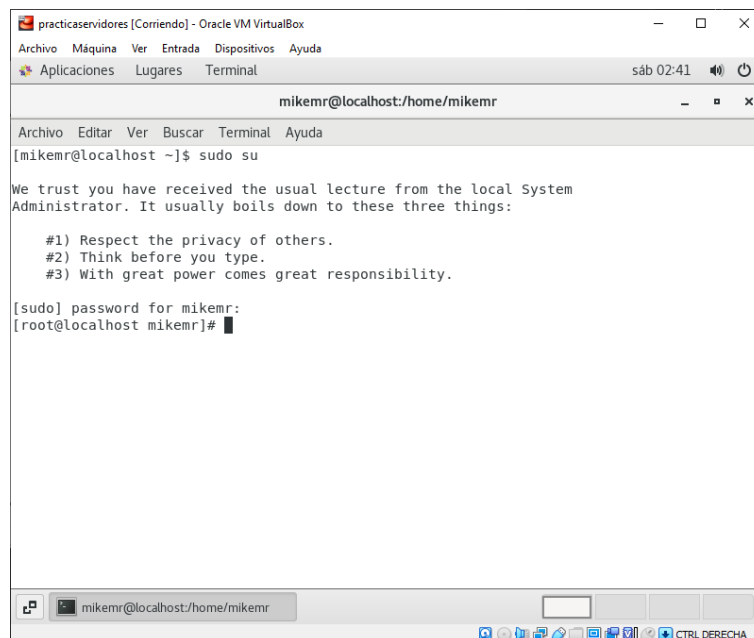 practicaservidores [Corriendo] - Oracle VM VirtualBox
Archivo Máquina Ver Entrada Dispositivos Ayuda
Aplicaciones Lugares Terminal sáb 02:41
mikemr@localhost:/home/mikemr
Archivo Editar Ver Buscar Terminal Ayuda
[mikemr@localhost ~]$ sudo su
We trust you have received the usual lecture from the local System
Administrator. It usually boils down to these three things:
#1) Respect the privacy of others.
#2) Think before you type.
#3) With great power comes great responsibility.
[sudo] password for mikemr:
[root@localhost mikemr]#
mikemr@localhost:/home/mikemr
CTRL DERECHA